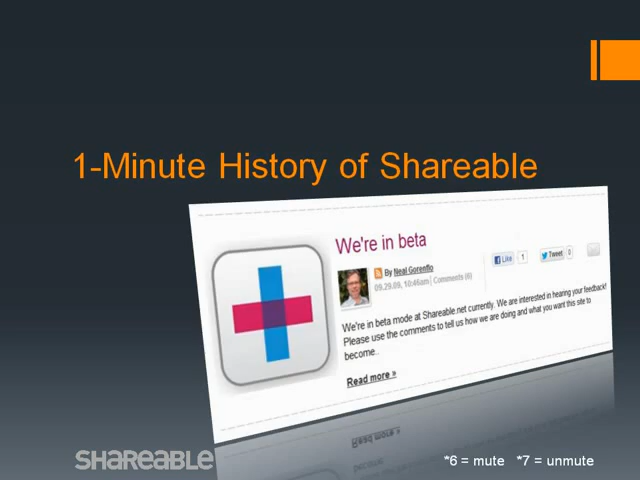 1-Minute History of Shareable
We're in beta
By Neal Gorenflo
09.29.09, 10:46am | Comments (6)
Like 1
Tweet 0
We're in beta mode at Shareable.net currently. We are interested in hearing your feedback!
Please use the comments to tell us how we are doing and what you want this site to
become..
Read more »
SHAREABLE
*6 = mute *7 = unmute